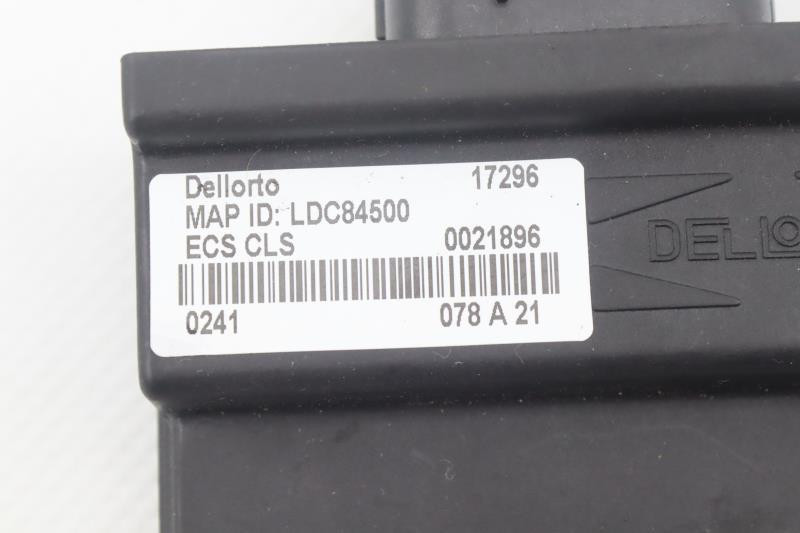 Dellorto 17296
MAP ID: LDC84500
ECS CLS 0021896
0241 078 A 21
DELLO